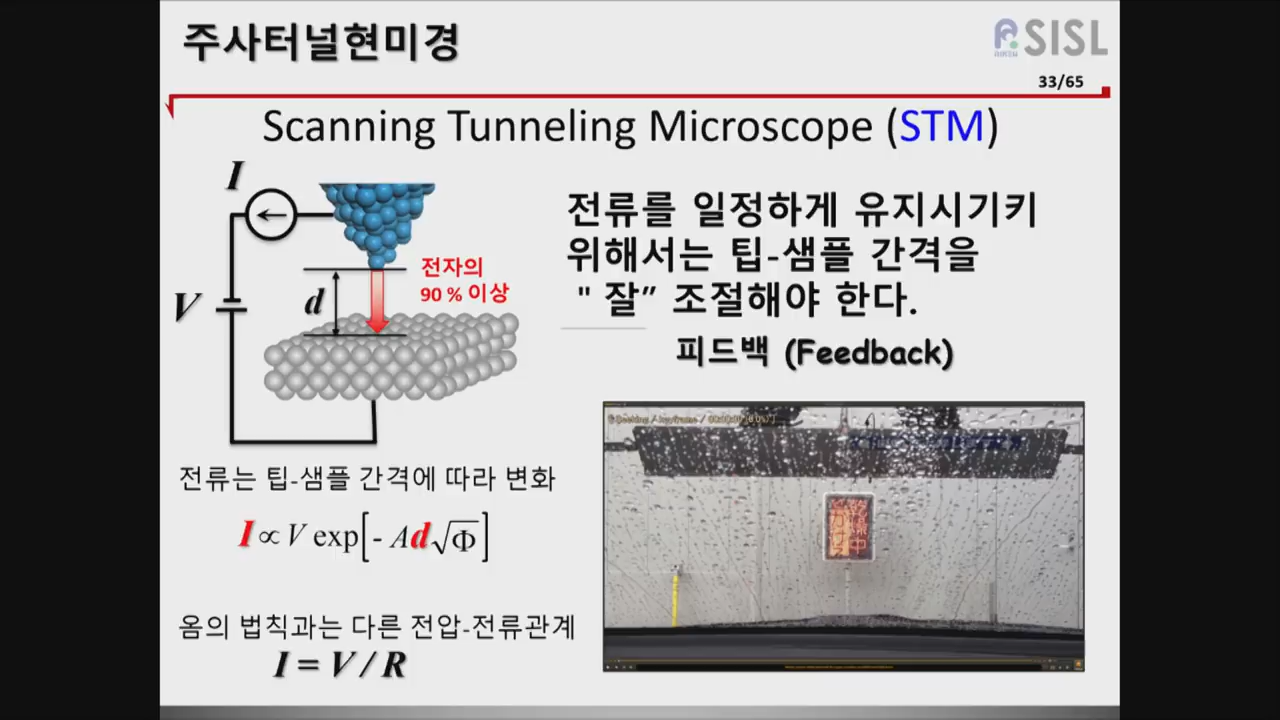 주사터널현미경
SISL
33/65
Scanning Tunneling Microscope (STM)
I
V
d
전자의
90 % 이상
전류를 일정하게 유지시기키
위해서는 팁-샘플 간격을
" 잘” 조절해야 한다.
피드백 (Feedback)
전류는 팁-샘플 간격에 따라 변화
I ∝ V exp[- Ad√Φ]
옴의 법칙과는 다른 전압-전류관계
I = V / R